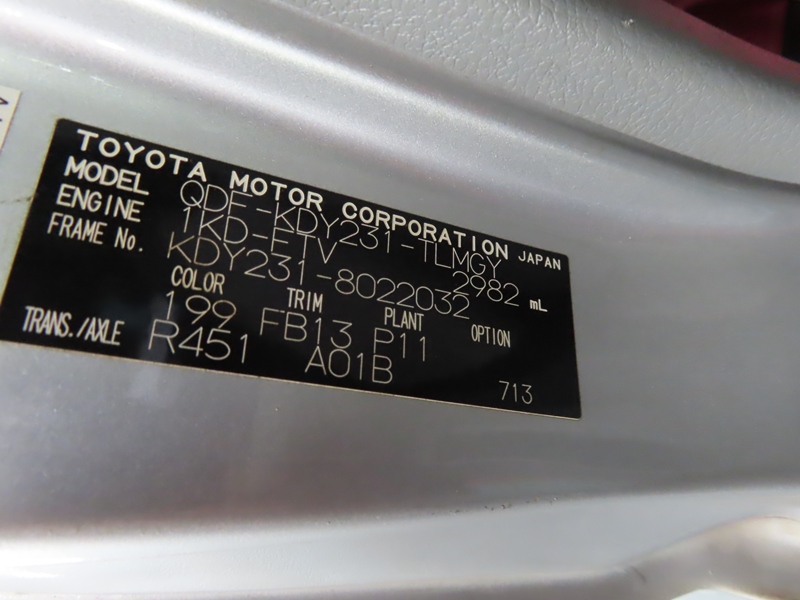 TOYOTA MOTOR CORPORATION JAPAN
MODEL QDF-KDY231-TLMGY
ENGINE 1KD-FTV 2982 mL
FRAME No. KDY231-8022032
COLOR TRIM PLANT OPTION
199 FB13 P11
TRANS./AXLE R451 A01B
713